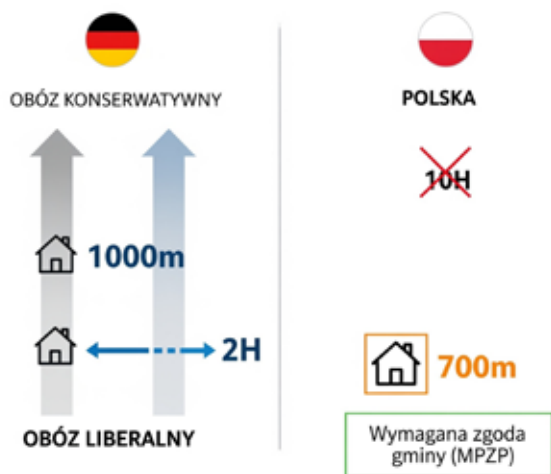 OBÓZ KONSERWATYWNY
1000m
2H
OBÓZ LIBERALNY
POLSKA
10H
700m
Wymagana zgoda
gminy (MPZP)